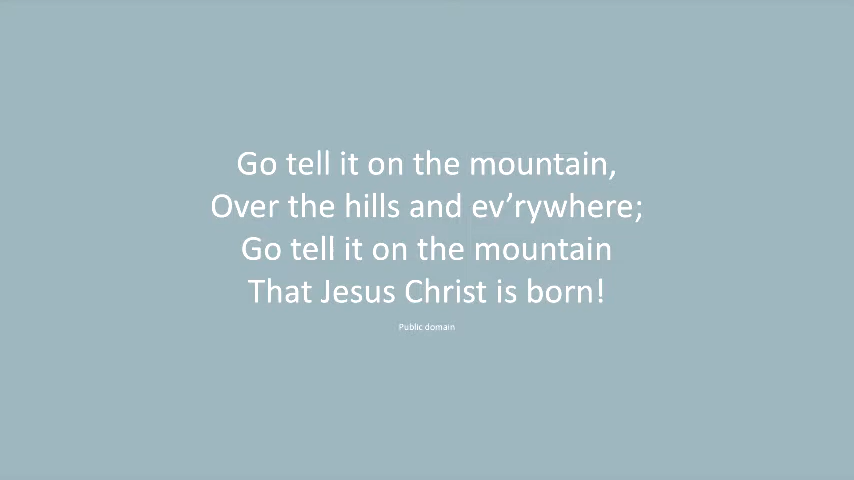 Go tell it on the mountain,
Over the hills and ev’rywhere;
Go tell it on the mountain
That Jesus Christ is born!
Public domain